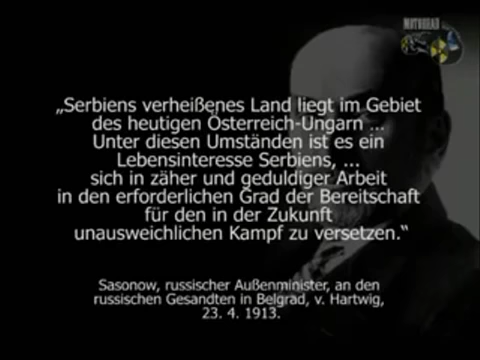 MOTORHEAD
„Serbiens verheißenes Land liegt im Gebiet
des heutigen Österreich-Ungarn ...
Unter diesen Umständen ist es ein
Lebensinteresse Serbiens, ...
sich in zäher und geduldiger Arbeit
in den erforderlichen Grad der Bereitschaft
für den in der Zukunft
unausweichlichen Kampf zu versetzen.“
Sasonow, russischer Außenminister, an den
russischen Gesandten in Belgrad, v. Hartwig,
23. 4. 1913.